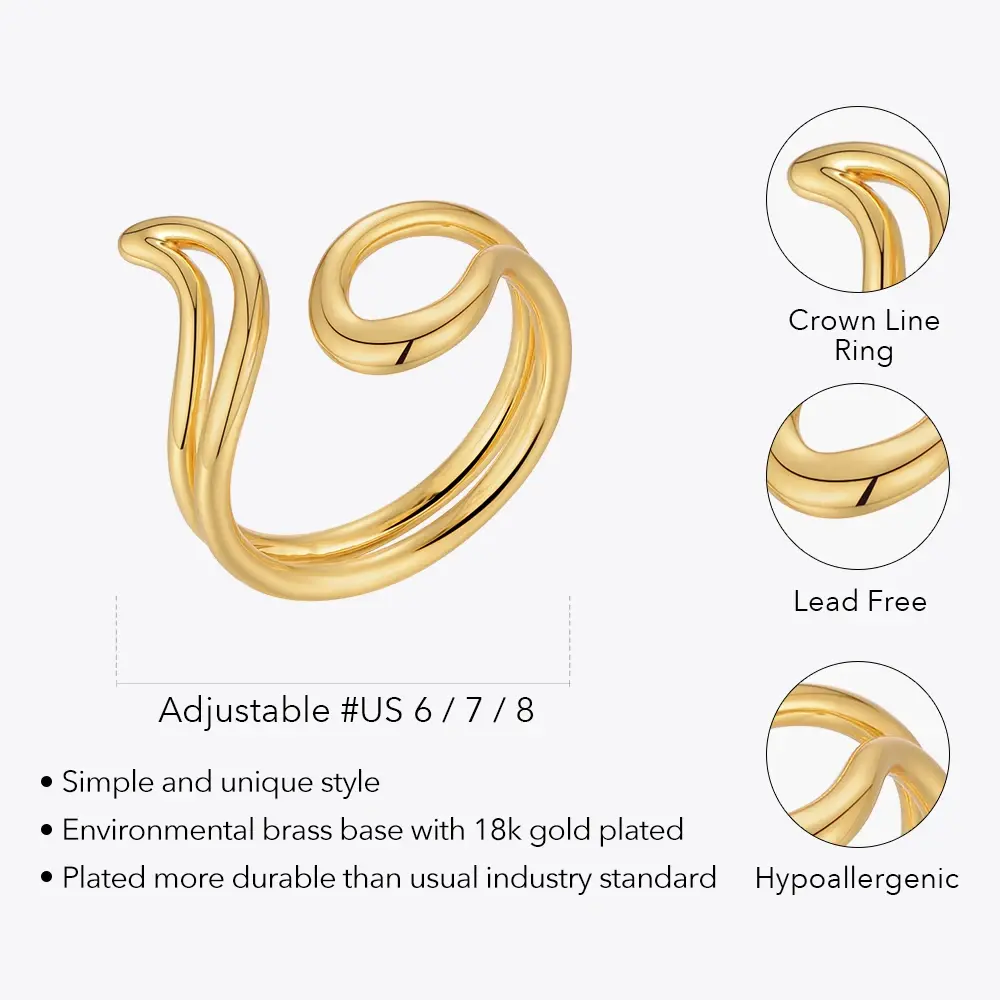 Crown Line
Ring
Lead Free
Adjustable #US 6 / 7 / 8
• Simple and unique style
• Environmental brass base with 18k gold plated
• Plated more durable than usual industry standard
Hypoallergenic